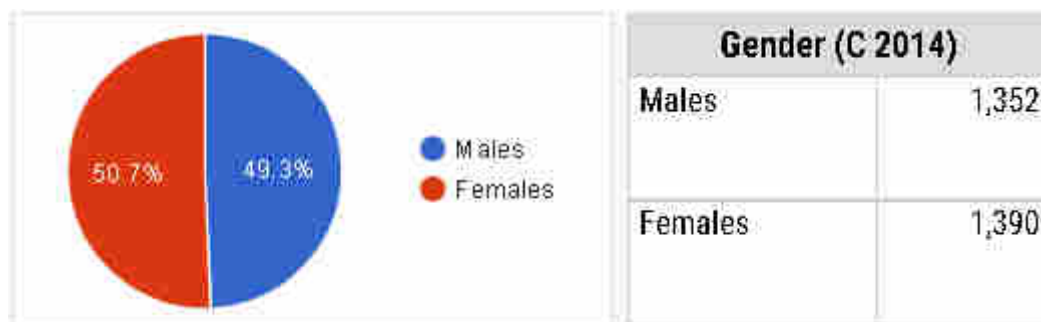 50.7%
49.3%
Males
Females
Gender (C 2014)
Males 1,352
Females 1,390